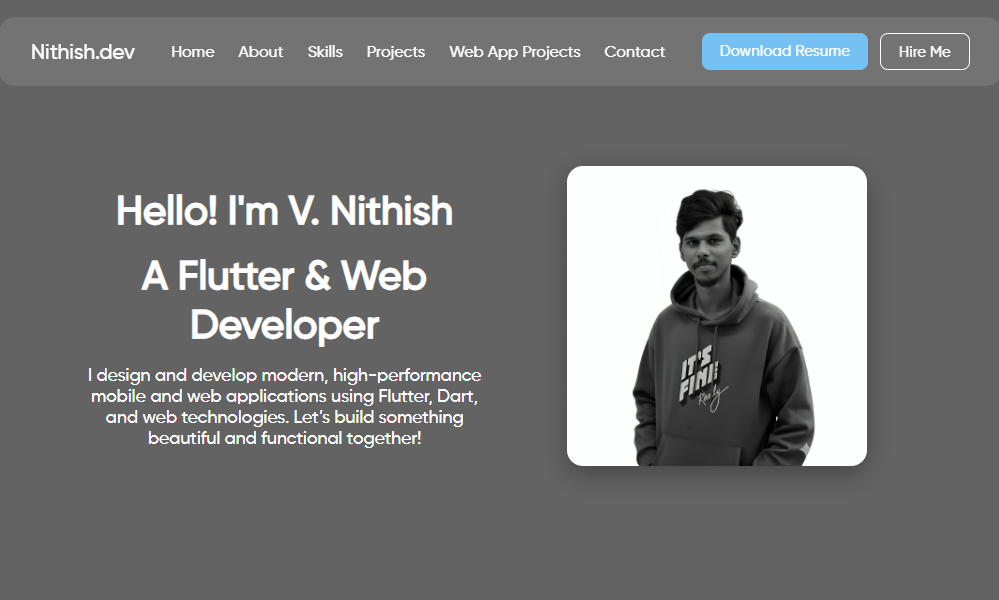 Nithish.dev Home About Skills Projects Web App Projects Contact Download Resume Hire Me
Hello! I'm V. Nithish
A Flutter & Web
Developer
I design and develop modern, high-performance
mobile and web applications using Flutter, Dart,
and web technologies. Let’s build something
beautiful and functional together!
IT'S
FINE
Really